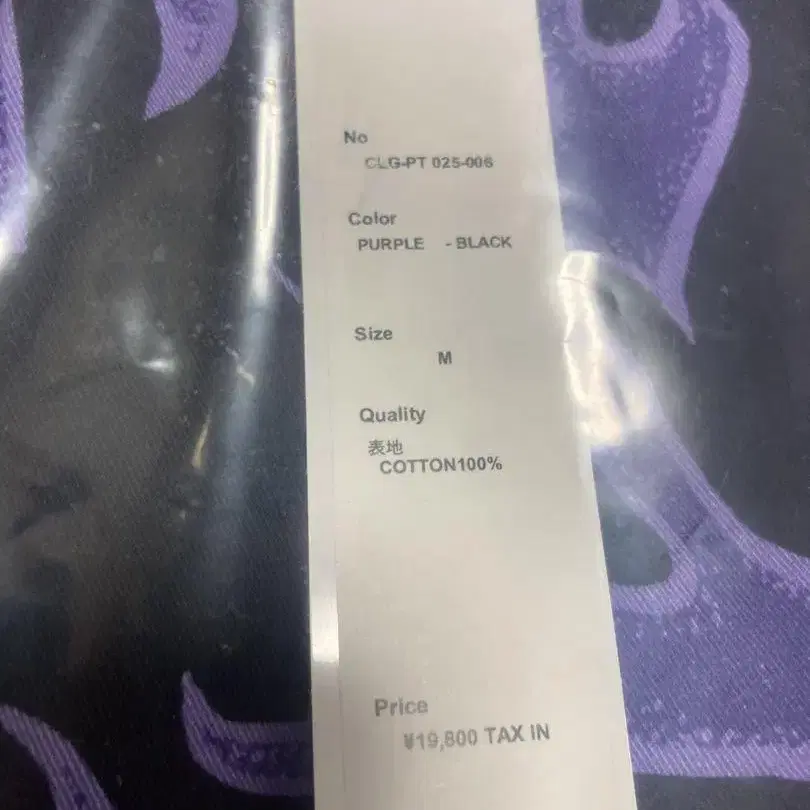 No
CLG-PT 025-006
Color
PURPLE - BLACK
Size
M
Quality
表地
COTTON100%
Price
¥19,800 TAX IN